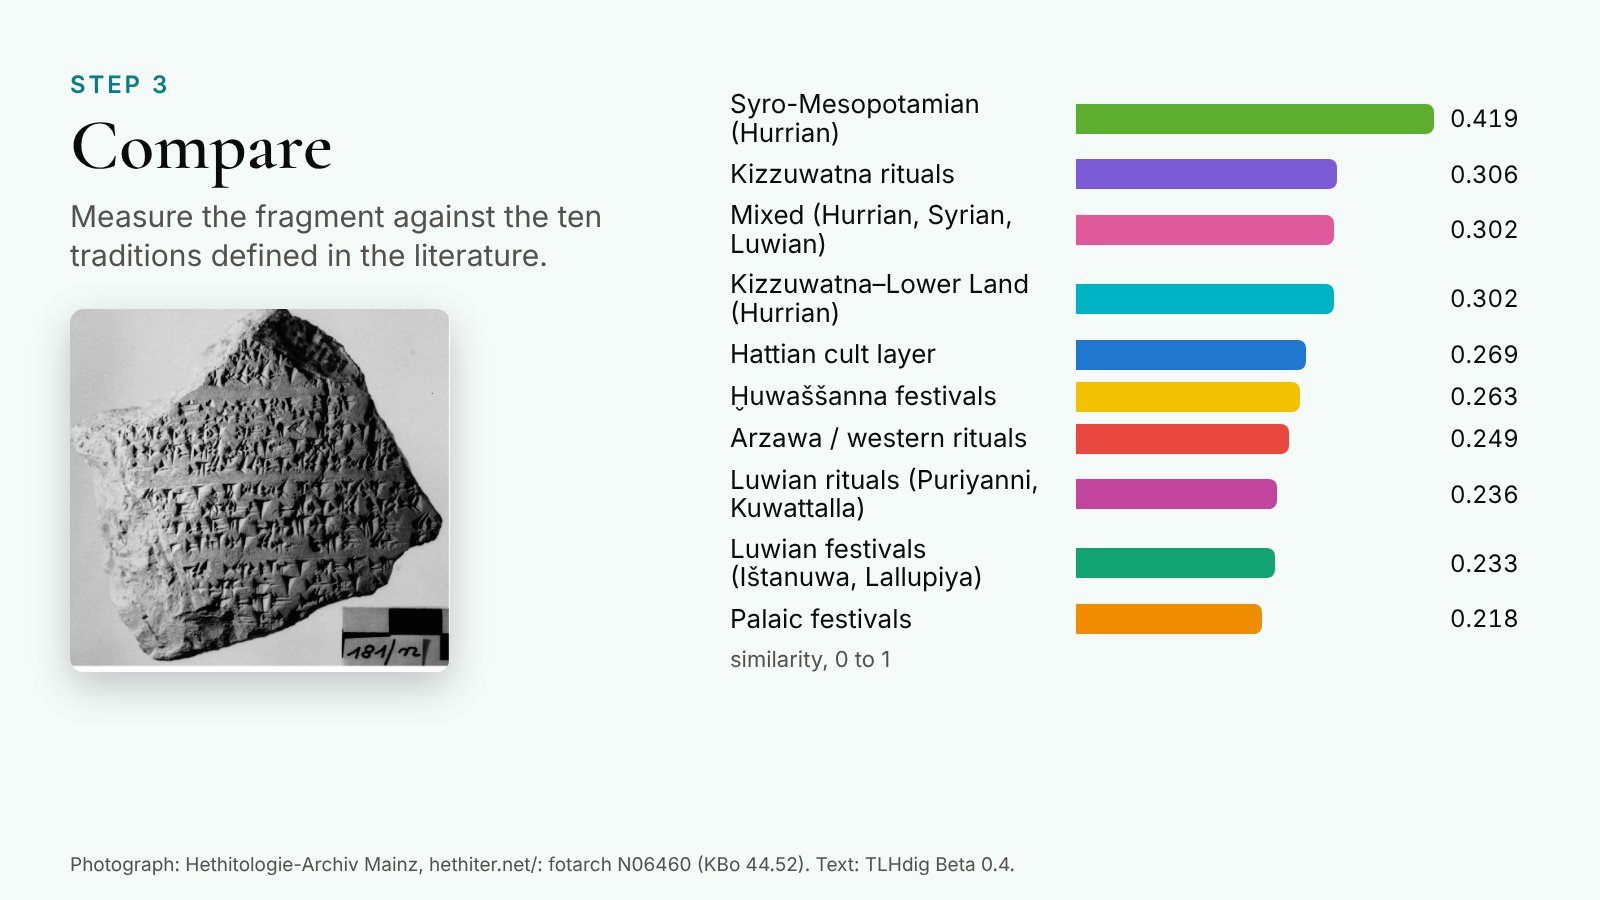 STEP 3
Compare
Measure the fragment against the ten
traditions defined in the literature.
181/n
Syro-Mesopotamian
(Hurrian)
0.419
Kizzuwatna rituals
0.306
Mixed (Hurrian, Syrian,
Luwian)
0.302
Kizzuwatna–Lower Land
(Hurrian)
0.302
Hattian cult layer
0.269
Ḫuwaššanna festivals
0.263
Arzawa / western rituals
0.249
Luwian rituals (Puriyanni,
Kuwattalla)
0.236
Luwian festivals
(Ištanuwa, Lallupiya)
0.233
Palaic festivals
0.218
similarity, 0 to 1
Photograph: Hethitologie-Archiv Mainz, hethiter.net/: fotarch N06460 (KBo 44.52). Text: TLHdig Beta 0.4.